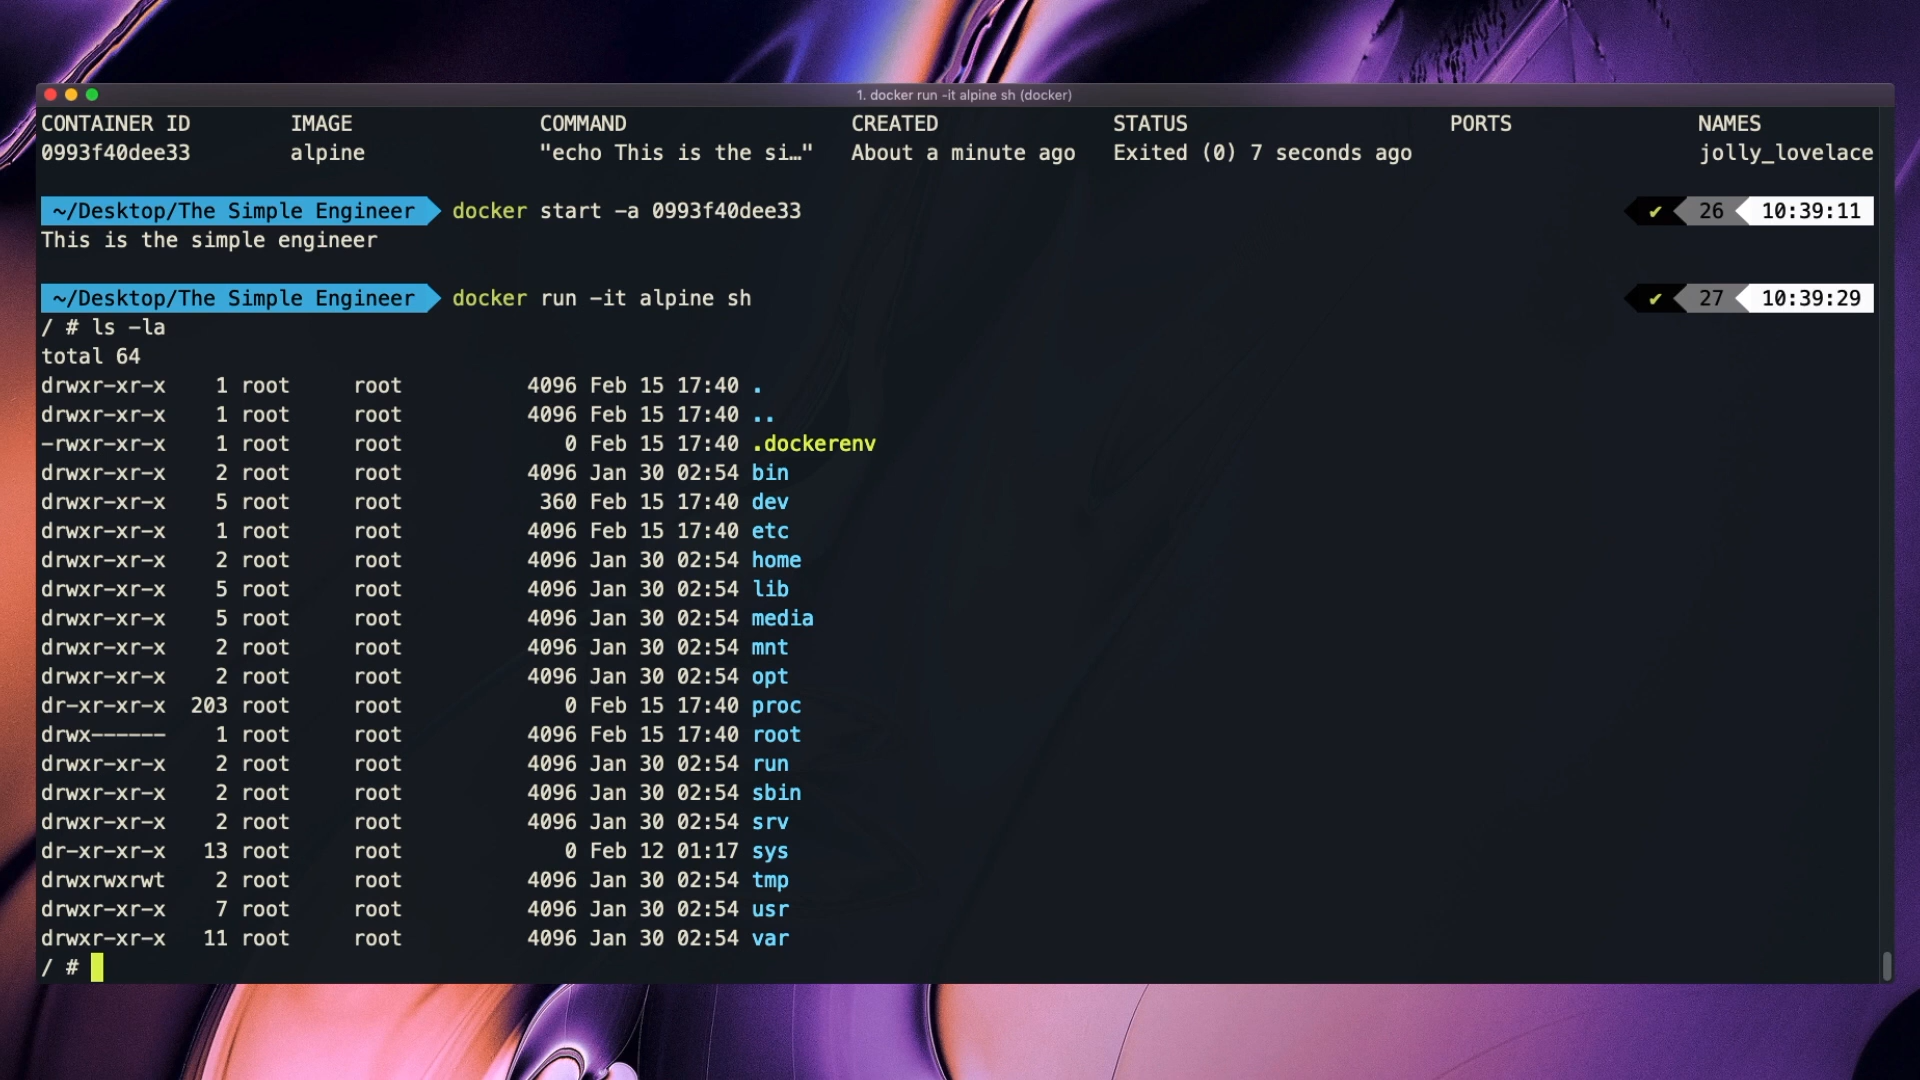 1. docker run -it alpine sh (docker)
CONTAINER ID IMAGE COMMAND CREATED STATUS PORTS NAMES
0993f40dee33 alpine "echo This is the si…" About a minute ago Exited (0) 7 seconds ago jolly_lovelace
~/Desktop/The Simple Engineer docker start -a 0993f40dee33 ✔ 26 10:39:11
This is the simple engineer
~/Desktop/The Simple Engineer docker run -it alpine sh ✔ 27 10:39:29
/ # ls -la
total 64
drwxr-xr-x 1 root root 4096 Feb 15 17:40 .
drwxr-xr-x 1 root root 4096 Feb 15 17:40 ..
-rwxr-xr-x 1 root root 0 Feb 15 17:40 .dockerenv
drwxr-xr-x 2 root root 4096 Jan 30 02:54 bin
drwxr-xr-x 5 root root 360 Feb 15 17:40 dev
drwxr-xr-x 1 root root 4096 Feb 15 17:40 etc
drwxr-xr-x 2 root root 4096 Jan 30 02:54 home
drwxr-xr-x 5 root root 4096 Jan 30 02:54 lib
drwxr-xr-x 5 root root 4096 Jan 30 02:54 media
drwxr-xr-x 2 root root 4096 Jan 30 02:54 mnt
drwxr-xr-x 2 root root 4096 Jan 30 02:54 opt
dr-xr-xr-x 203 root root 0 Feb 15 17:40 proc
drwx------ 1 root root 4096 Feb 15 17:40 root
drwxr-xr-x 2 root root 4096 Jan 30 02:54 run
drwxr-xr-x 2 root root 4096 Jan 30 02:54 sbin
drwxr-xr-x 2 root root 4096 Jan 30 02:54 srv
dr-xr-xr-x 13 root root 0 Feb 12 01:17 sys
drwxrwxrwt 2 root root 4096 Jan 30 02:54 tmp
drwxr-xr-x 7 root root 4096 Jan 30 02:54 usr
drwxr-xr-x 11 root root 4096 Jan 30 02:54 var
/ #